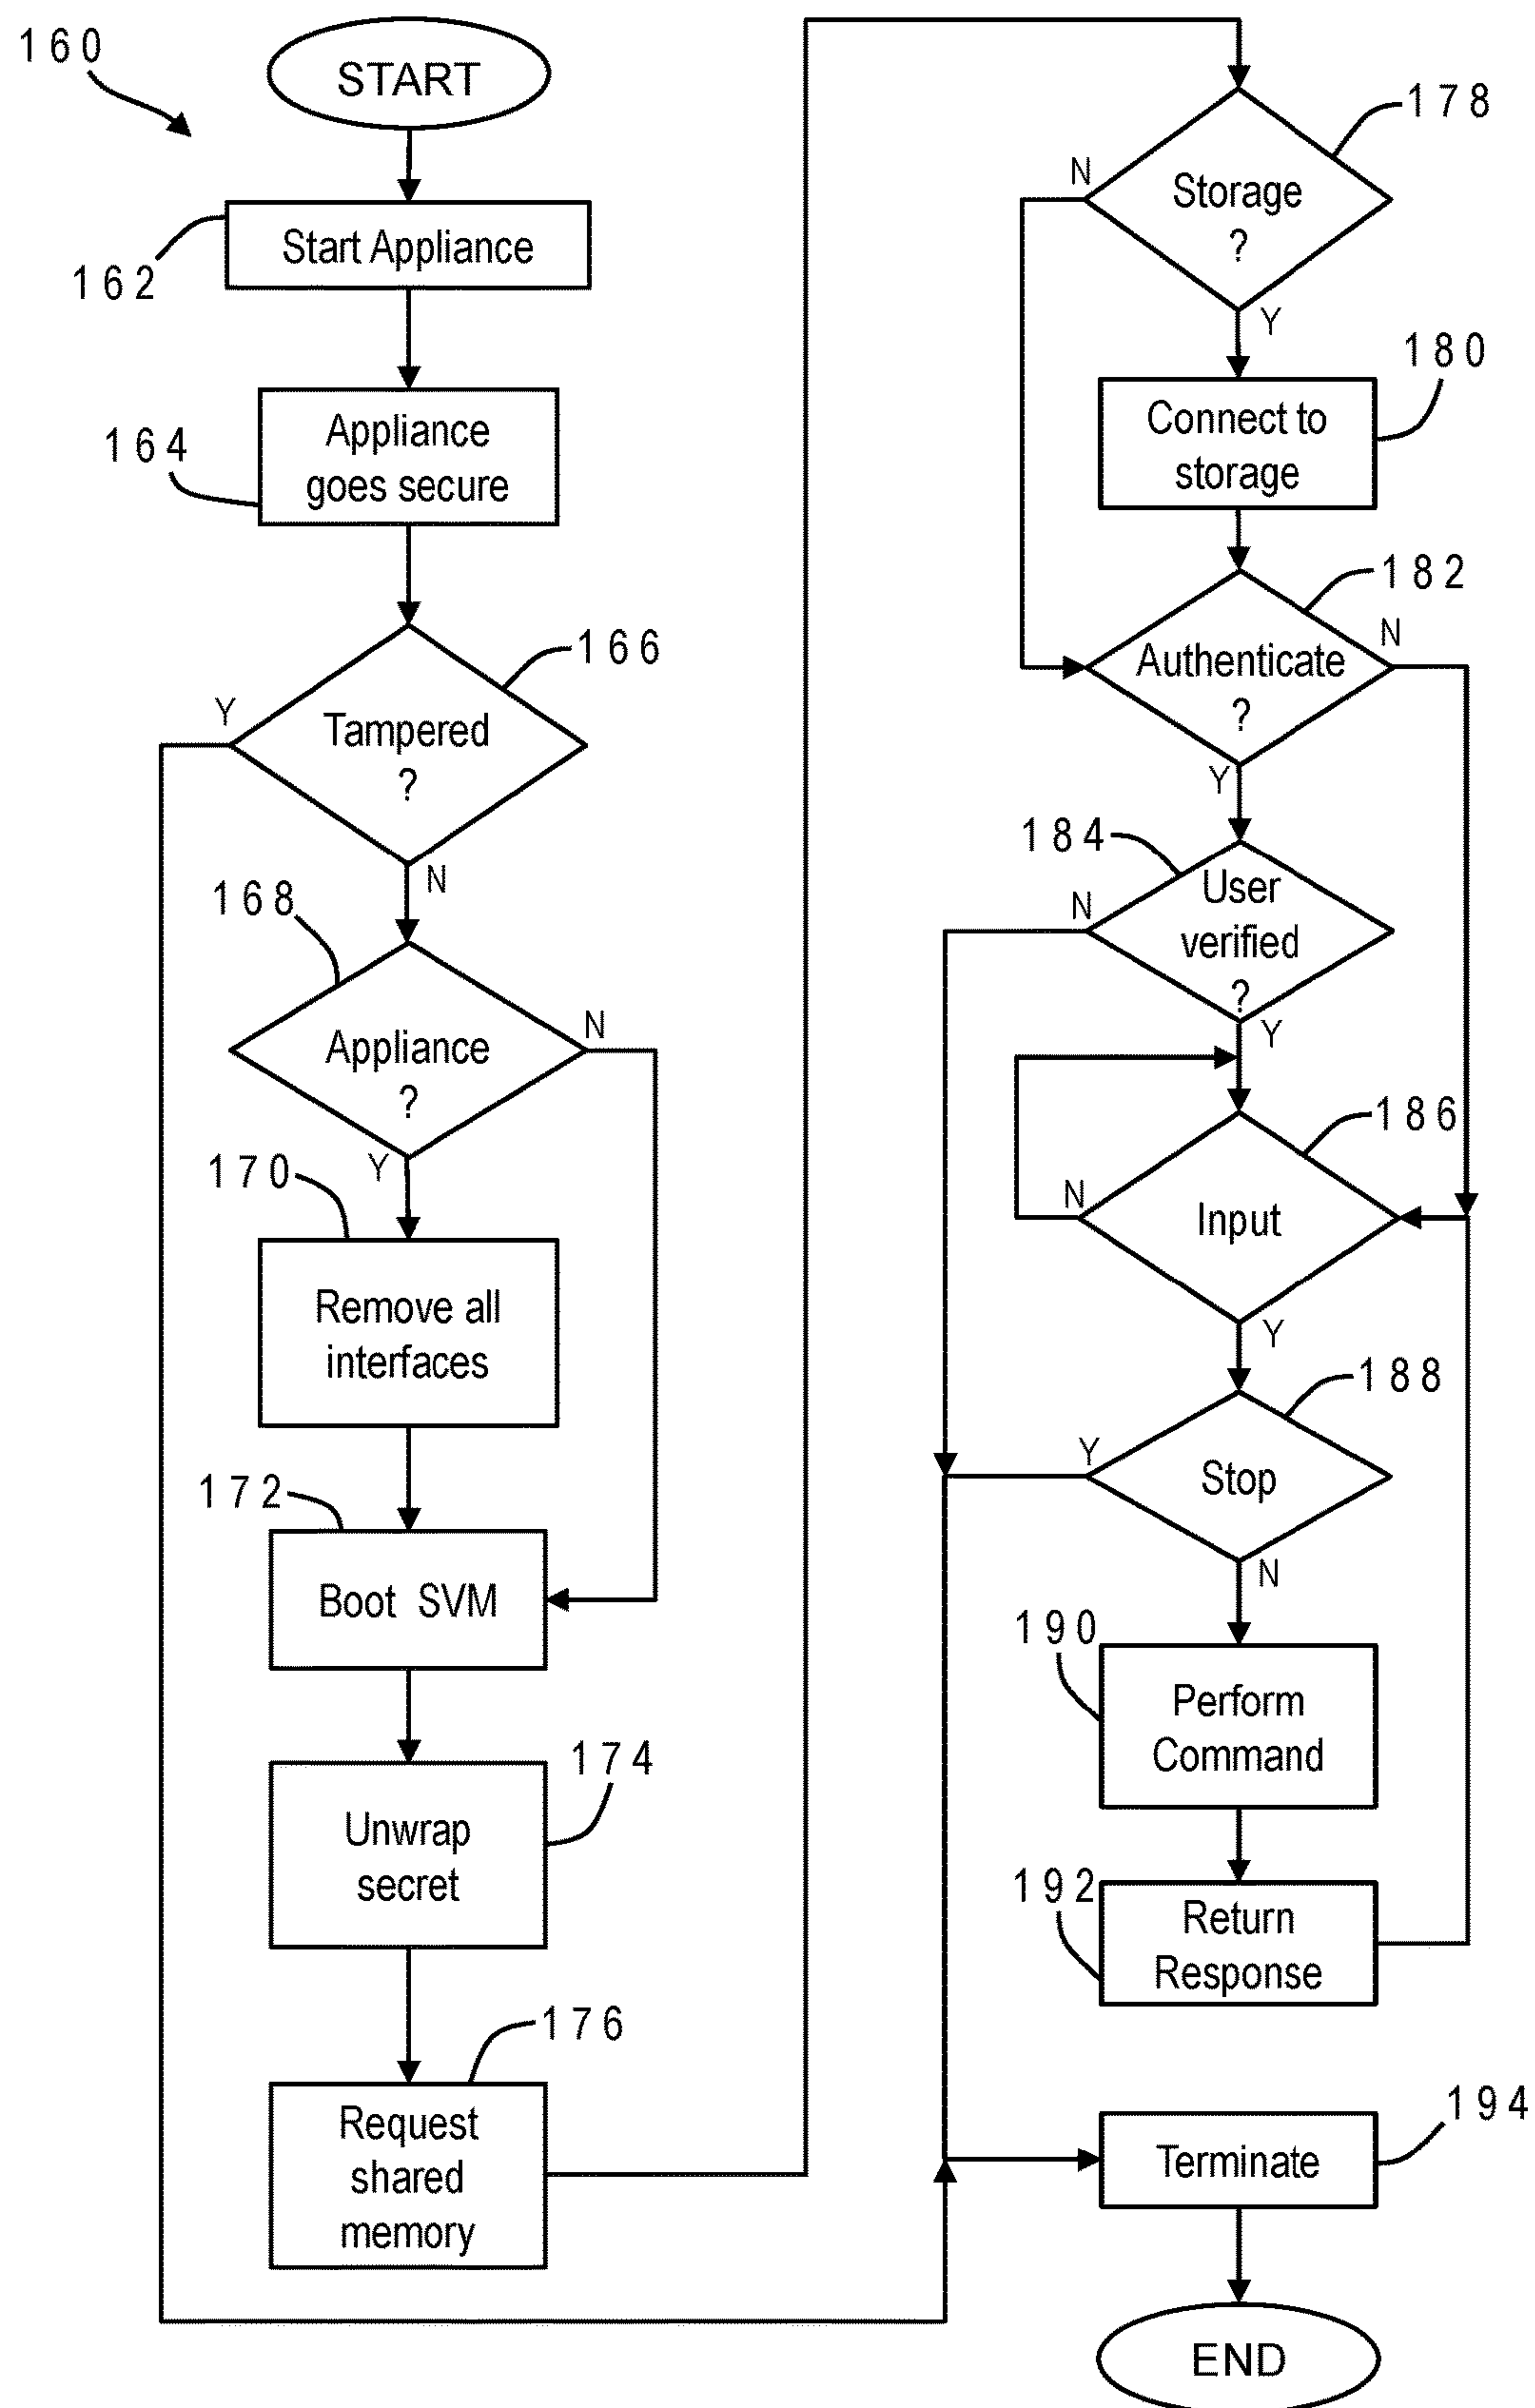 160
START
162
Start Appliance
164
Appliance
goes secure
166
Y
Tampered
?
N
168
Appliance
?
N
Y
170
Remove all
interfaces
172
Boot SVM
174
Unwrap
secret
176
Request
shared
memory
178
N
Storage
?
Y
180
Connect to
storage
182
N
Authenticate
?
Y
184
N
User
verified
?
Y
186
N
Input
Y
188
Y
Stop
N
190
Perform
Command
192
Return
Response
194
Terminate
END